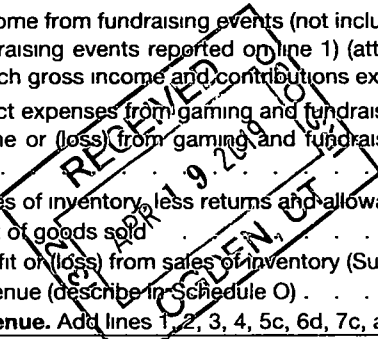 ome from fundraising events (not inclu
raising events reported on line 1) (att
ch gross income and contributions ex
ct expenses from gaming and fundrais
ne or (loss) from gaming and fundrais
. . . . . . . . . .
es of inventory, less returns and allowa
t of goods sold . . . .
fit or (loss) from sales of inventory (Su
enue (describe in Schedule O) . . . .
enue. Add lines 1, 2, 3, 4, 5c, 6d, 7c, a
RECEIVED
APR 19 2019
OGDEN, UT